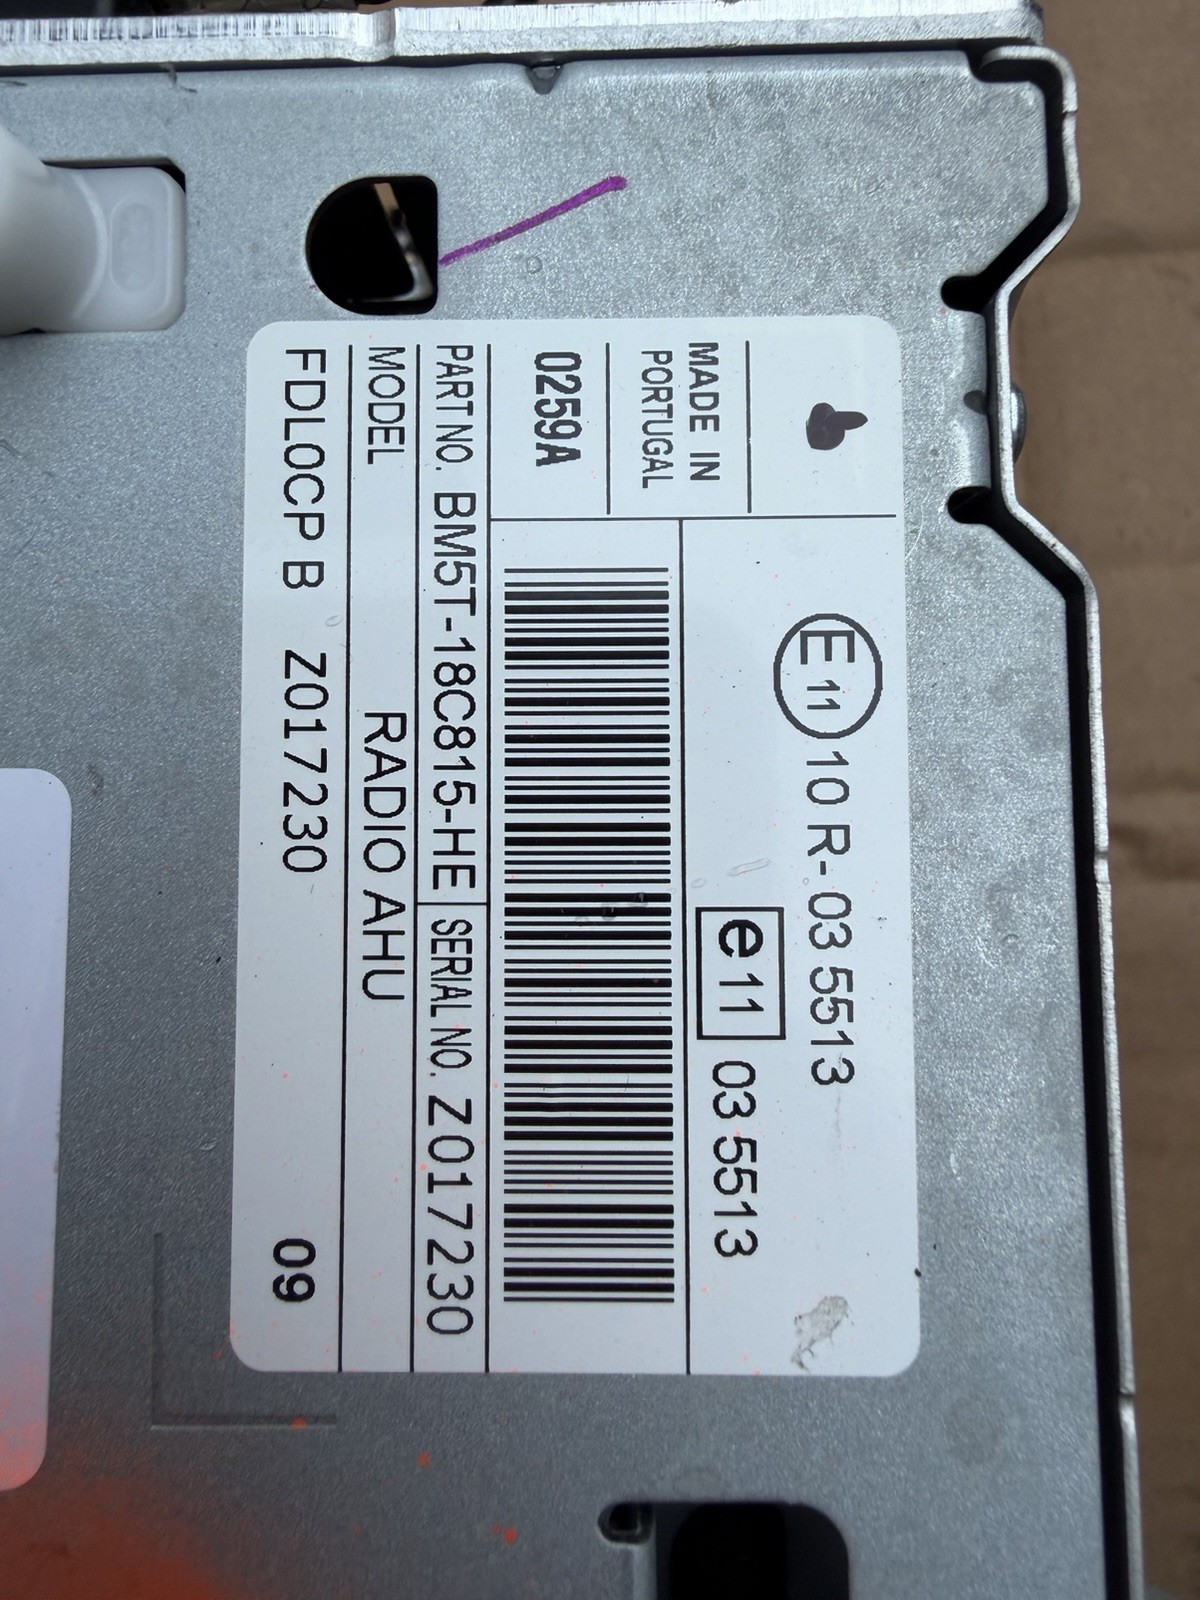 E 11 10 R-03 5513
e 11 03 5513
MADE IN
PORTUGAL
0259A
PART NO. BM5T-18C815-HE SERIAL NO. Z017230
MODEL
RADIO AHU
FDL0CP B Z017230 09